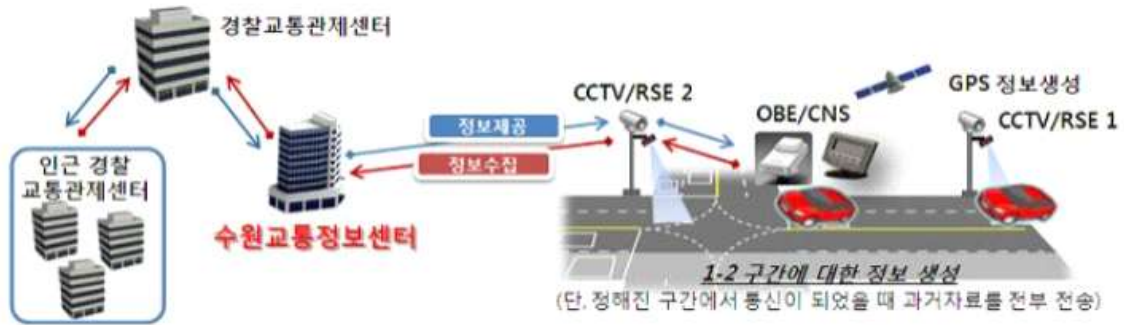 경찰교통관제센터
인근 경찰
교통관제센터
수원교통정보센터
정보제공
정보수집
CCTV/RSE 2
OBE/CNS
GPS 정보생성
CCTV/RSE 1
1-2 구간에 대한 정보 생성
(단, 정해진 구간에서 통신이 되었을 때 과거자료를 전부 전송)